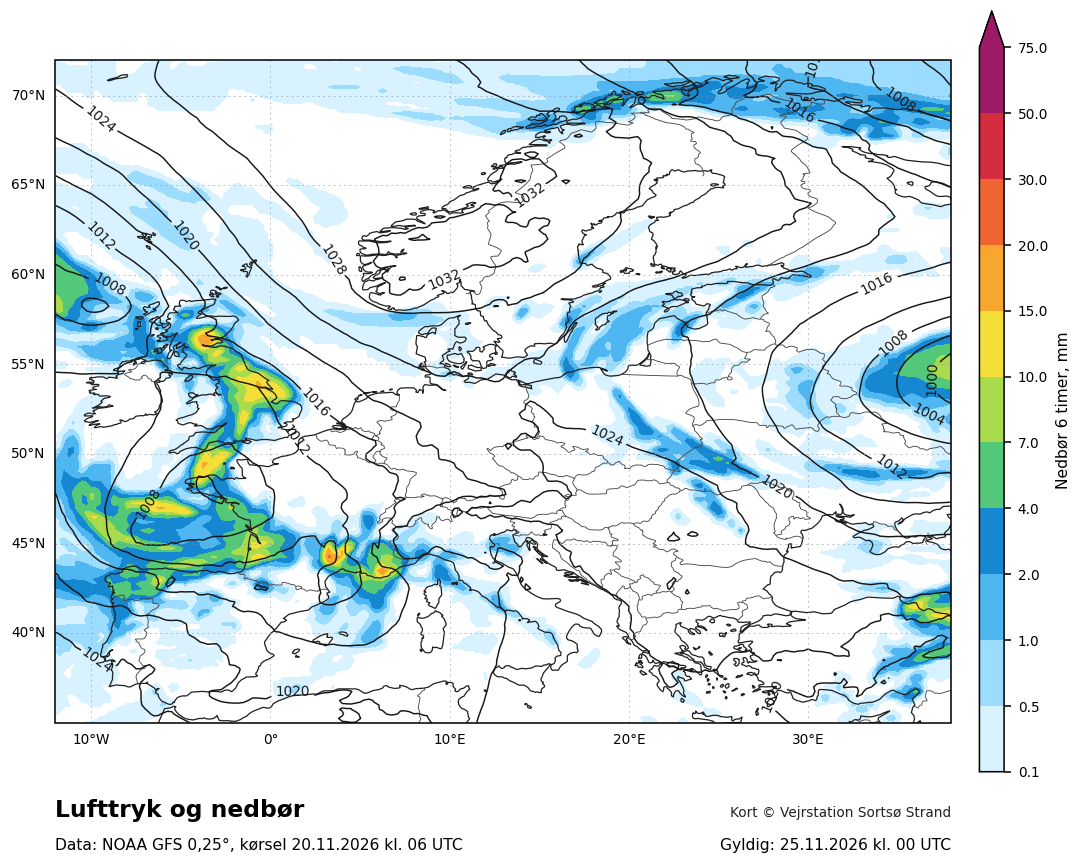 75.0
50.0
30.0
20.0
15.0
10.0
7.0
4.0
2.0
1.0
0.5
0.1
Nedbør 6 timer, mm
70°N
65°N
60°N
55°N
50°N
45°N
40°N
10°W
0°
10°E
20°E
30°E
1024
1016
1008
1032
1020
1012
1028
1008
1032
1016
1008
1000
1004
1016
1024
1012
1020
1008
1024
1020
Lufttryk og nedbør
Kort © Vejrstation Sortsø Strand
Data: NOAA GFS 0,25°, kørsel 20.11.2026 kl. 06 UTC
Gyldig: 25.11.2026 kl. 00 UTC